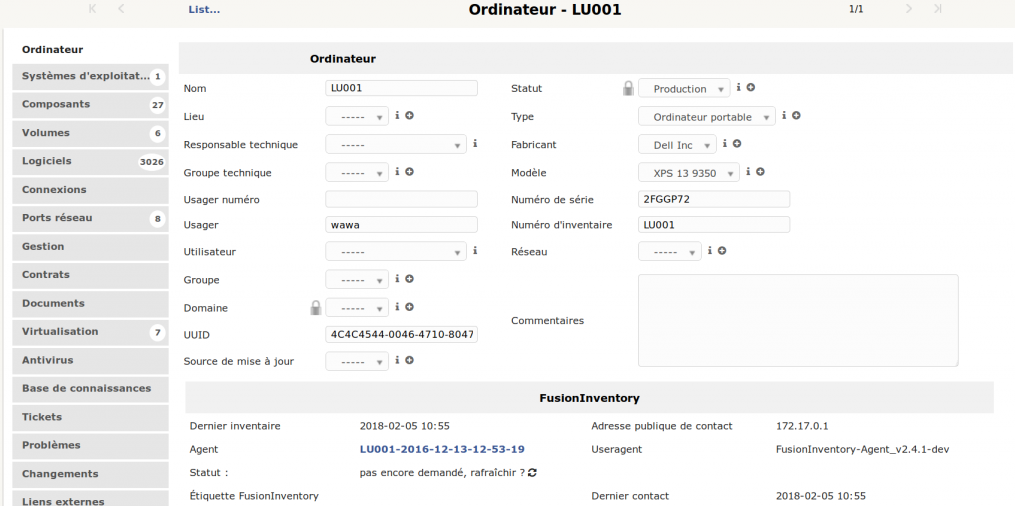 List...
Ordinateur - LU001
1/1
Ordinateur
Systèmes d'exploitat... 1
Composants 27
Volumes 6
Logiciels 3026
Connexions
Ports réseau 8
Gestion
Contrats
Documents
Virtualisation 7
Antivirus
Base de connaissances
Tickets
Problèmes
Changements
Liens externes
Ordinateur
Nom LU001 Statut Production
Lieu ----- Type Ordinateur portable
Responsable technique ----- Fabricant Dell Inc
Groupe technique ----- Modèle XPS 13 9350
Usager numéro Numéro de série 2FGGP72
Usager wawa Numéro d'inventaire LU001
Utilisateur ----- Réseau -----
Groupe -----
Domaine -----
Commentaires
UUID 4C4C4544-0046-4710-8047
Source de mise à jour -----
FusionInventory
Dernier inventaire 2018-02-05 10:55 Adresse publique de contact 172.17.0.1
Agent LU001-2016-12-13-12-53-19 Useragent FusionInventory-Agent_v2.4.1-dev
Statut : pas encore demandé, rafraîchir ?
Étiquette FusionInventory Dernier contact 2018-02-05 10:55